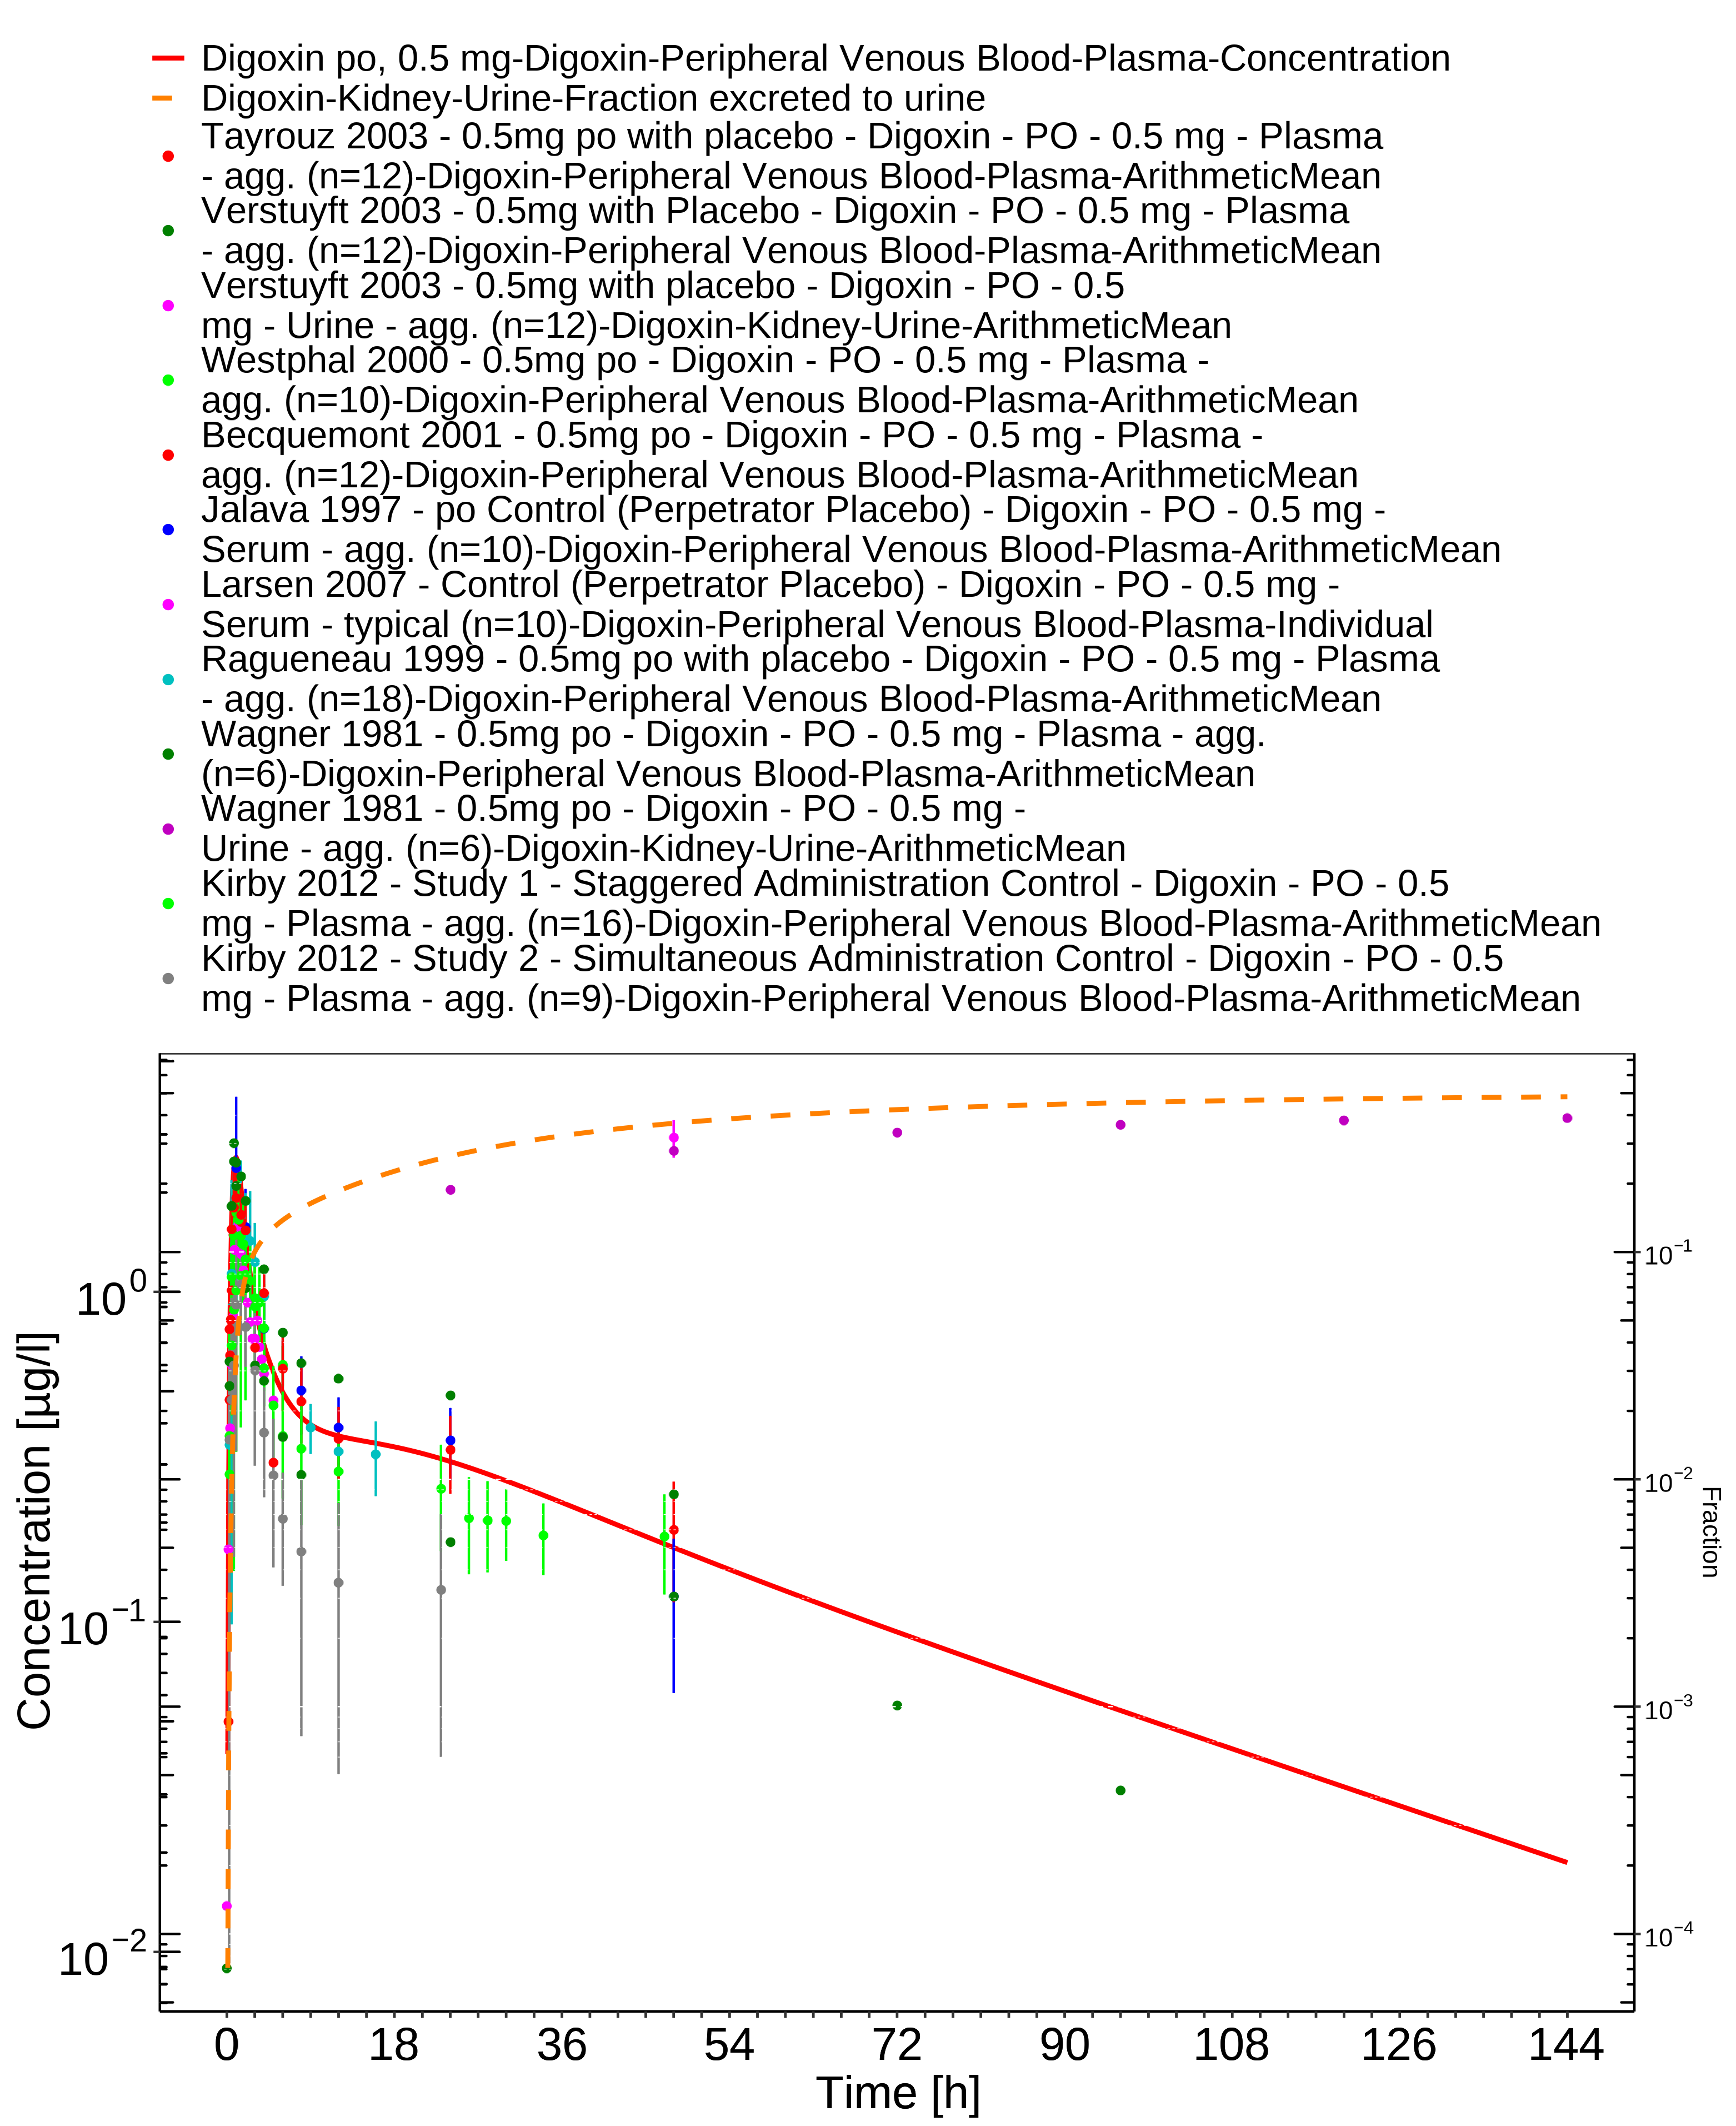 Digoxin po, 0.5 mg-Digoxin-Peripheral Venous Blood-Plasma-Concentration
Digoxin-Kidney-Urine-Fraction excreted to urine
Tayrouz 2003 - 0.5mg po with placebo - Digoxin - PO - 0.5 mg - Plasma
- agg. (n=12)-Digoxin-Peripheral Venous Blood-Plasma-ArithmeticMean
Verstuyft 2003 - 0.5mg with Placebo - Digoxin - PO - 0.5 mg - Plasma
- agg. (n=12)-Digoxin-Peripheral Venous Blood-Plasma-ArithmeticMean
Verstuyft 2003 - 0.5mg with placebo - Digoxin - PO - 0.5
mg - Urine - agg. (n=12)-Digoxin-Kidney-Urine-ArithmeticMean
Westphal 2000 - 0.5mg po - Digoxin - PO - 0.5 mg - Plasma -
agg. (n=10)-Digoxin-Peripheral Venous Blood-Plasma-ArithmeticMean
Becquemont 2001 - 0.5mg po - Digoxin - PO - 0.5 mg - Plasma -
agg. (n=12)-Digoxin-Peripheral Venous Blood-Plasma-ArithmeticMean
Jalava 1997 - po Control (Perpetrator Placebo) - Digoxin - PO - 0.5 mg -
Serum - agg. (n=10)-Digoxin-Peripheral Venous Blood-Plasma-ArithmeticMean
Larsen 2007 - Control (Perpetrator Placebo) - Digoxin - PO - 0.5 mg -
Serum - typical (n=10)-Digoxin-Peripheral Venous Blood-Plasma-Individual
Ragueneau 1999 - 0.5mg po with placebo - Digoxin - PO - 0.5 mg - Plasma
- agg. (n=18)-Digoxin-Peripheral Venous Blood-Plasma-ArithmeticMean
Wagner 1981 - 0.5mg po - Digoxin - PO - 0.5 mg - Plasma - agg.
(n=6)-Digoxin-Peripheral Venous Blood-Plasma-ArithmeticMean
Wagner 1981 - 0.5mg po - Digoxin - PO - 0.5 mg -
Urine - agg. (n=6)-Digoxin-Kidney-Urine-ArithmeticMean
Kirby 2012 - Study 1 - Staggered Administration Control - Digoxin - PO - 0.5
mg - Plasma - agg. (n=16)-Digoxin-Peripheral Venous Blood-Plasma-ArithmeticMean
Kirby 2012 - Study 2 - Simultaneous Administration Control - Digoxin - PO - 0.5
mg - Plasma - agg. (n=9)-Digoxin-Peripheral Venous Blood-Plasma-ArithmeticMean
Concentration [µg/l]
10⁰
10⁻¹
10⁻²
10⁻¹
10⁻²
10⁻³
10⁻⁴
Fraction
0 18 36 54 72 90 108 126 144
Time [h]